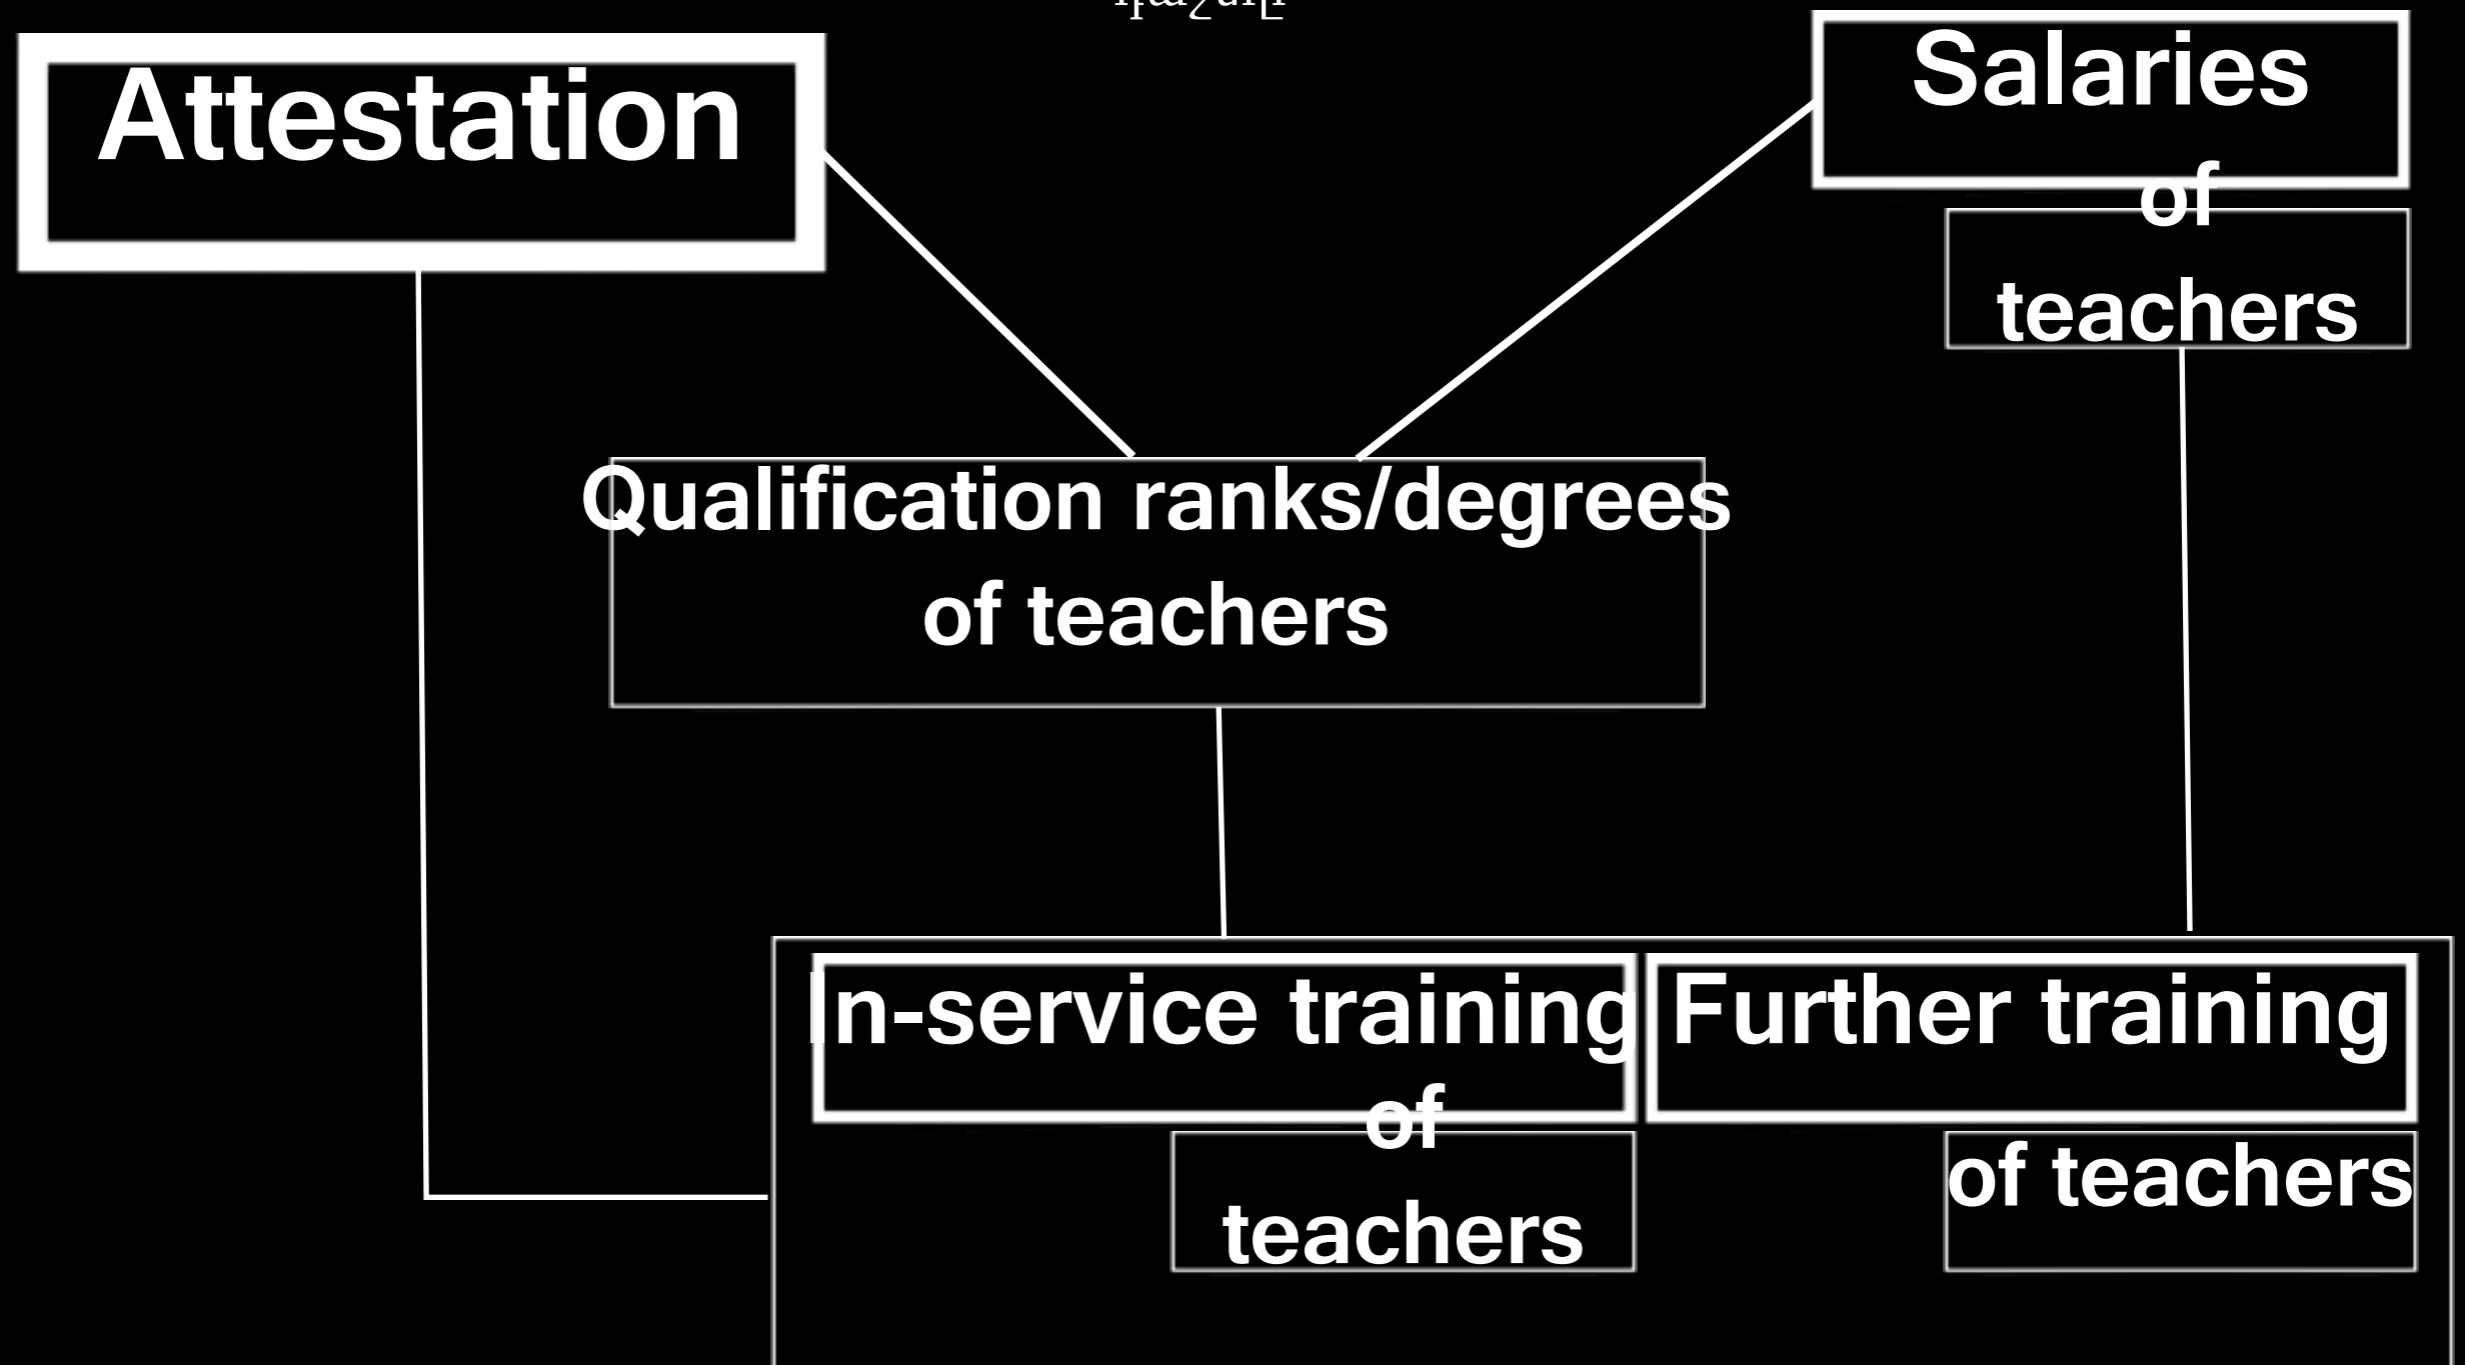 Attestation
Salaries
of
teachers
Qualification ranks/degrees
of teachers
In-service training
of
teachers
Further training
of teachers